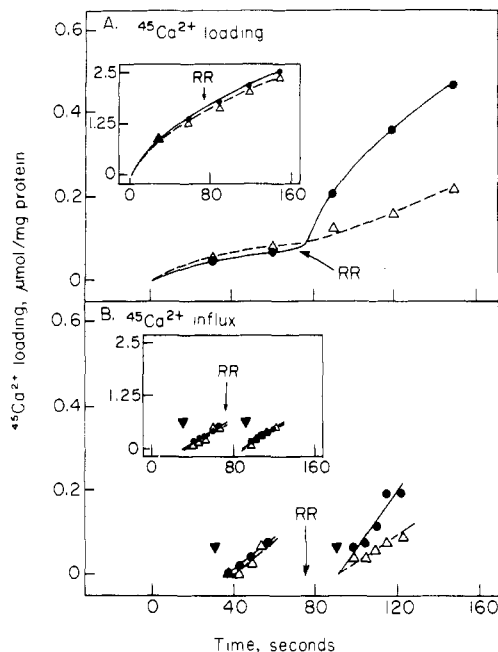 0.6
A. ⁴⁵Ca²⁺ loading
2.5
1.25
0
RR
0 80 160
0.4
0.2
0
RR
⁴⁵Ca²⁺ loading, μmol/mg protein
0.6
B. ⁴⁵Ca²⁺ influx
2.5
1.25
0
RR
0 80 160
0.4
0.2
0
RR
0 40 80 120 160
Time, seconds